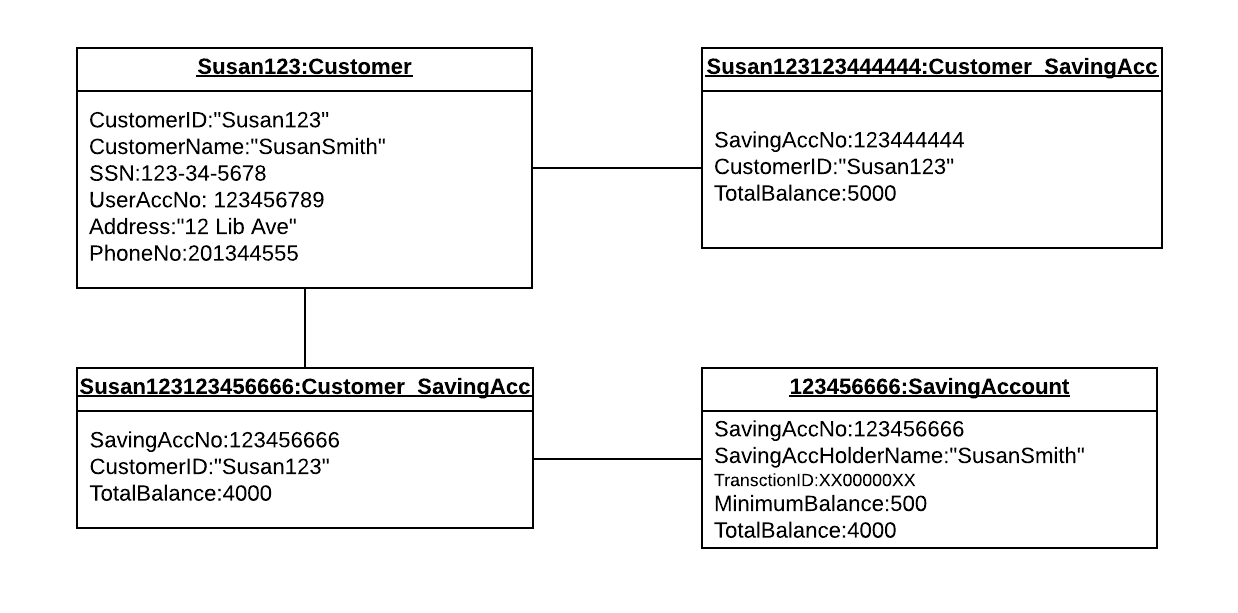 Susan123:Customer
CustomerID:"Susan123"
CustomerName:"SusanSmith"
SSN:123-34-5678
UserAccNo: 123456789
Address:"12 Lib Ave"
PhoneNo:201344555
Susan123123444444:Customer_SavingAcc
SavingAccNo:123444444
CustomerID:"Susan123"
TotalBalance:5000
Susan123123456666:Customer_SavingAcc
SavingAccNo:123456666
CustomerID:"Susan123"
TotalBalance:4000
123456666:SavingAccount
SavingAccNo:123456666
SavingAccHolderName:"SusanSmith"
TransctionID:XX00000XX
MinimumBalance:500
TotalBalance:4000